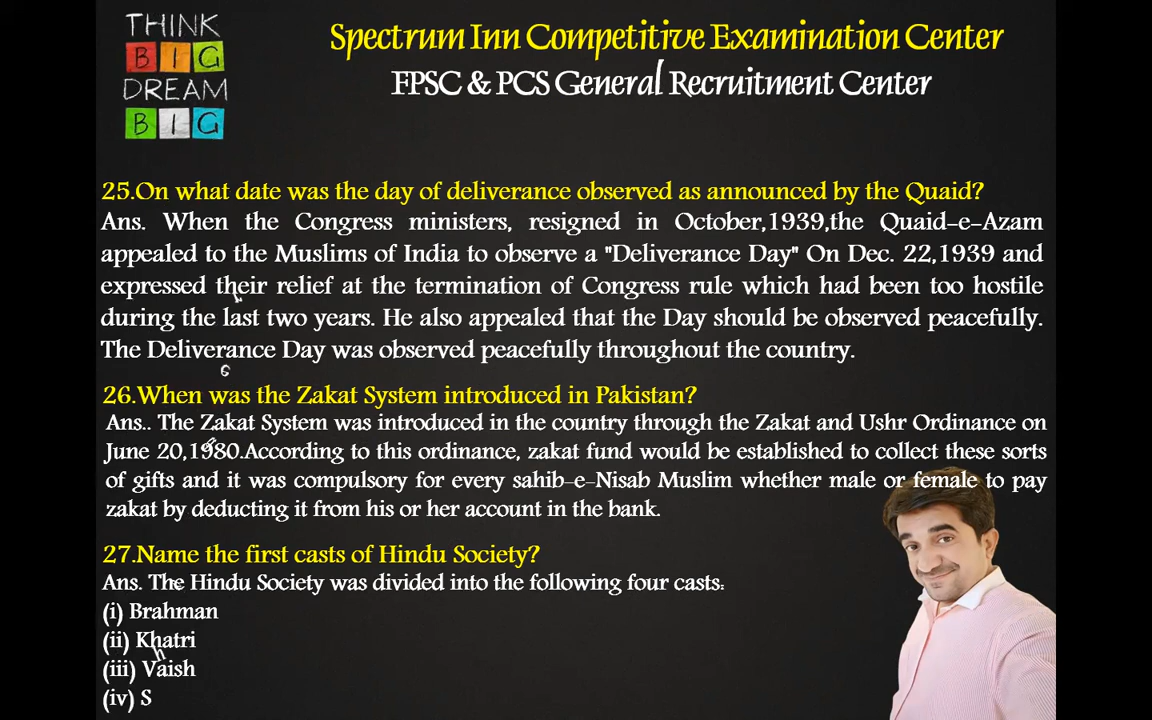 THINK
BIG
DREAM
BIG
Spectrum Inn Competitive Examination Center
FPSC & PCS General Recruitment Center
25.On what date was the day of deliverance observed as announced by the Quaid?
Ans. When the Congress ministers, resigned in October,1939,the Quaid-e-Azam
appealed to the Muslims of India to observe a "Deliverance Day" On Dec. 22,1939 and
expressed their relief at the termination of Congress rule which had been too hostile
during the last two years. He also appealed that the Day should be observed peacefully.
The Deliverance Day was observed peacefully throughout the country.
26.When was the Zakat System introduced in Pakistan?
Ans.. The Zakat System was introduced in the country through the Zakat and Ushr Ordinance on
June 20,1980.According to this ordinance, zakat fund would be established to collect these sorts
of gifts and it was compulsory for every sahib-e-Nisab Muslim whether male or female to pay
zakat by deducting it from his or her account in the bank.
27.Name the first casts of Hindu Society?
Ans. The Hindu Society was divided into the following four casts:
(i) Brahman
(ii) Khatri
(iii) Vaish
(iv) S